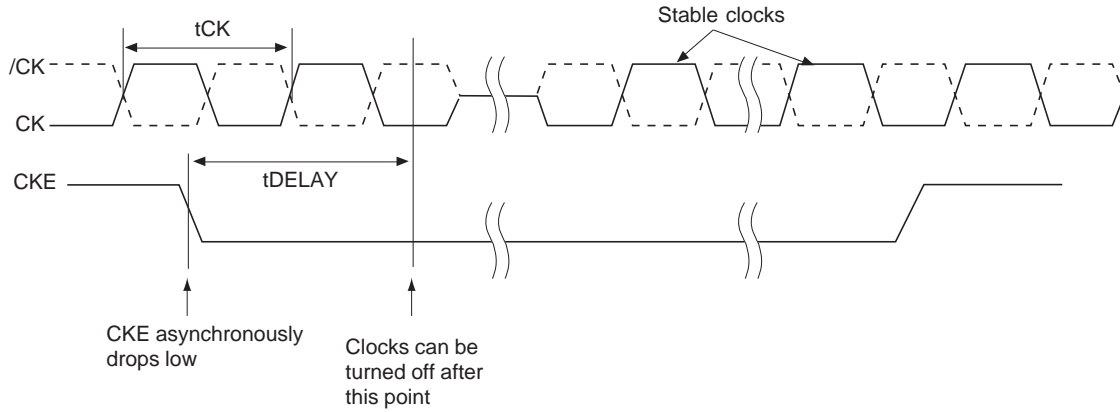 Stable clocks
tCK
/CK
CK
tDELAY
CKE
CKE asynchronously
drops low
Clocks can be
turned off after
this point